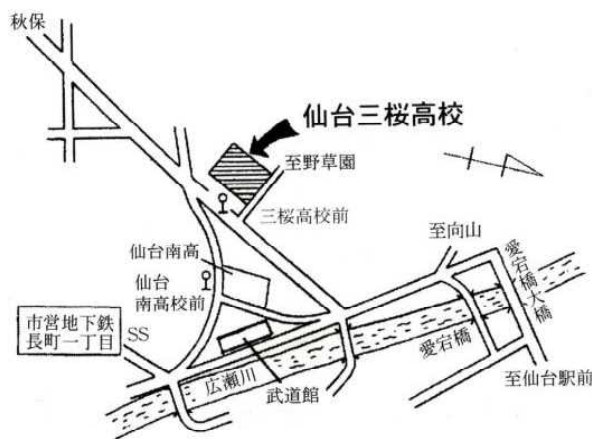 秋保
仙台三桜高校
至野草園
三桜高校前
至向山
仙台南高
仙台
南高校前
愛宕大橋
愛宕橋
市営地下鉄
長町一丁目
SS
広瀬川
武道館
至仙台駅前